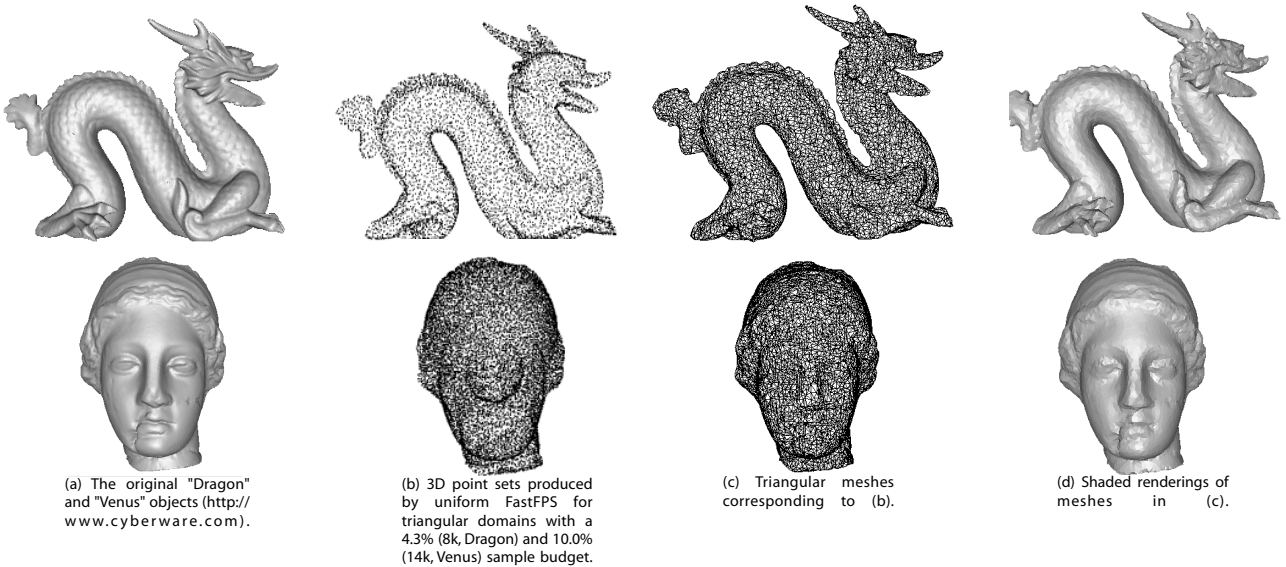 (a) The original "Dragon"
and "Venus" objects (http://
www.cyberware.com).
(b) 3D point sets produced
by uniform FastFPS for
triangular domains with a
4.3% (8k, Dragon) and 10.0%
(14k, Venus) sample budget.
(c) Triangular meshes
corresponding to (b).
(d) Shaded renderings of
meshes in (c).